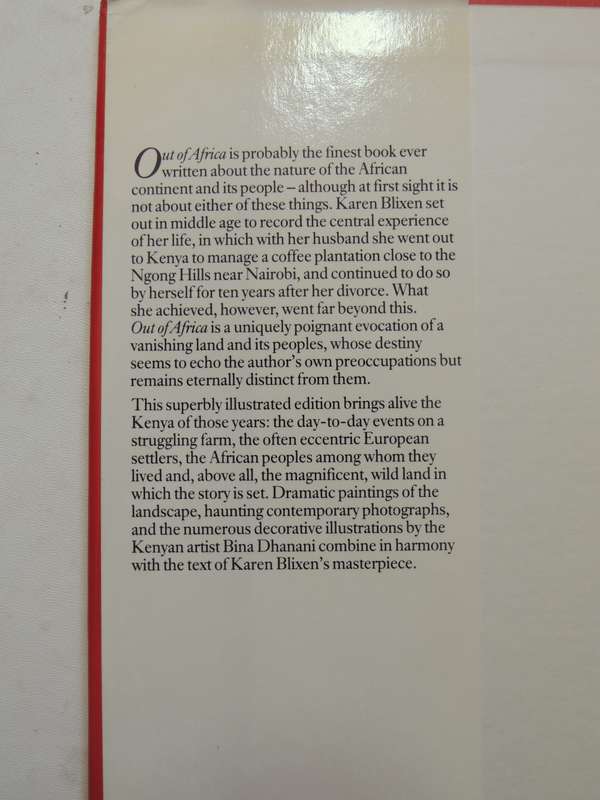 Out of Africa is probably the finest book ever
written about the nature of the African
continent and its people – although at first sight it is
not about either of these things. Karen Blixen set
out in middle age to record the central experience
of her life, in which with her husband she went out
to Kenya to manage a coffee plantation close to the
Ngong Hills near Nairobi, and continued to do so
by herself for ten years after her divorce. What
she achieved, however, went far beyond this.
Out of Africa is a uniquely poignant evocation of a
vanishing land and its peoples, whose destiny
seems to echo the author's own preoccupations but
remains eternally distinct from them.
This superbly illustrated edition brings alive the
Kenya of those years: the day-to-day events on a
struggling farm, the often eccentric European
settlers, the African peoples among whom they
lived and, above all, the magnificent, wild land in
which the story is set. Dramatic paintings of the
landscape, haunting contemporary photographs,
and the numerous decorative illustrations by the
Kenyan artist Bina Dhanani combine in harmony
with the text of Karen Blixen's masterpiece.